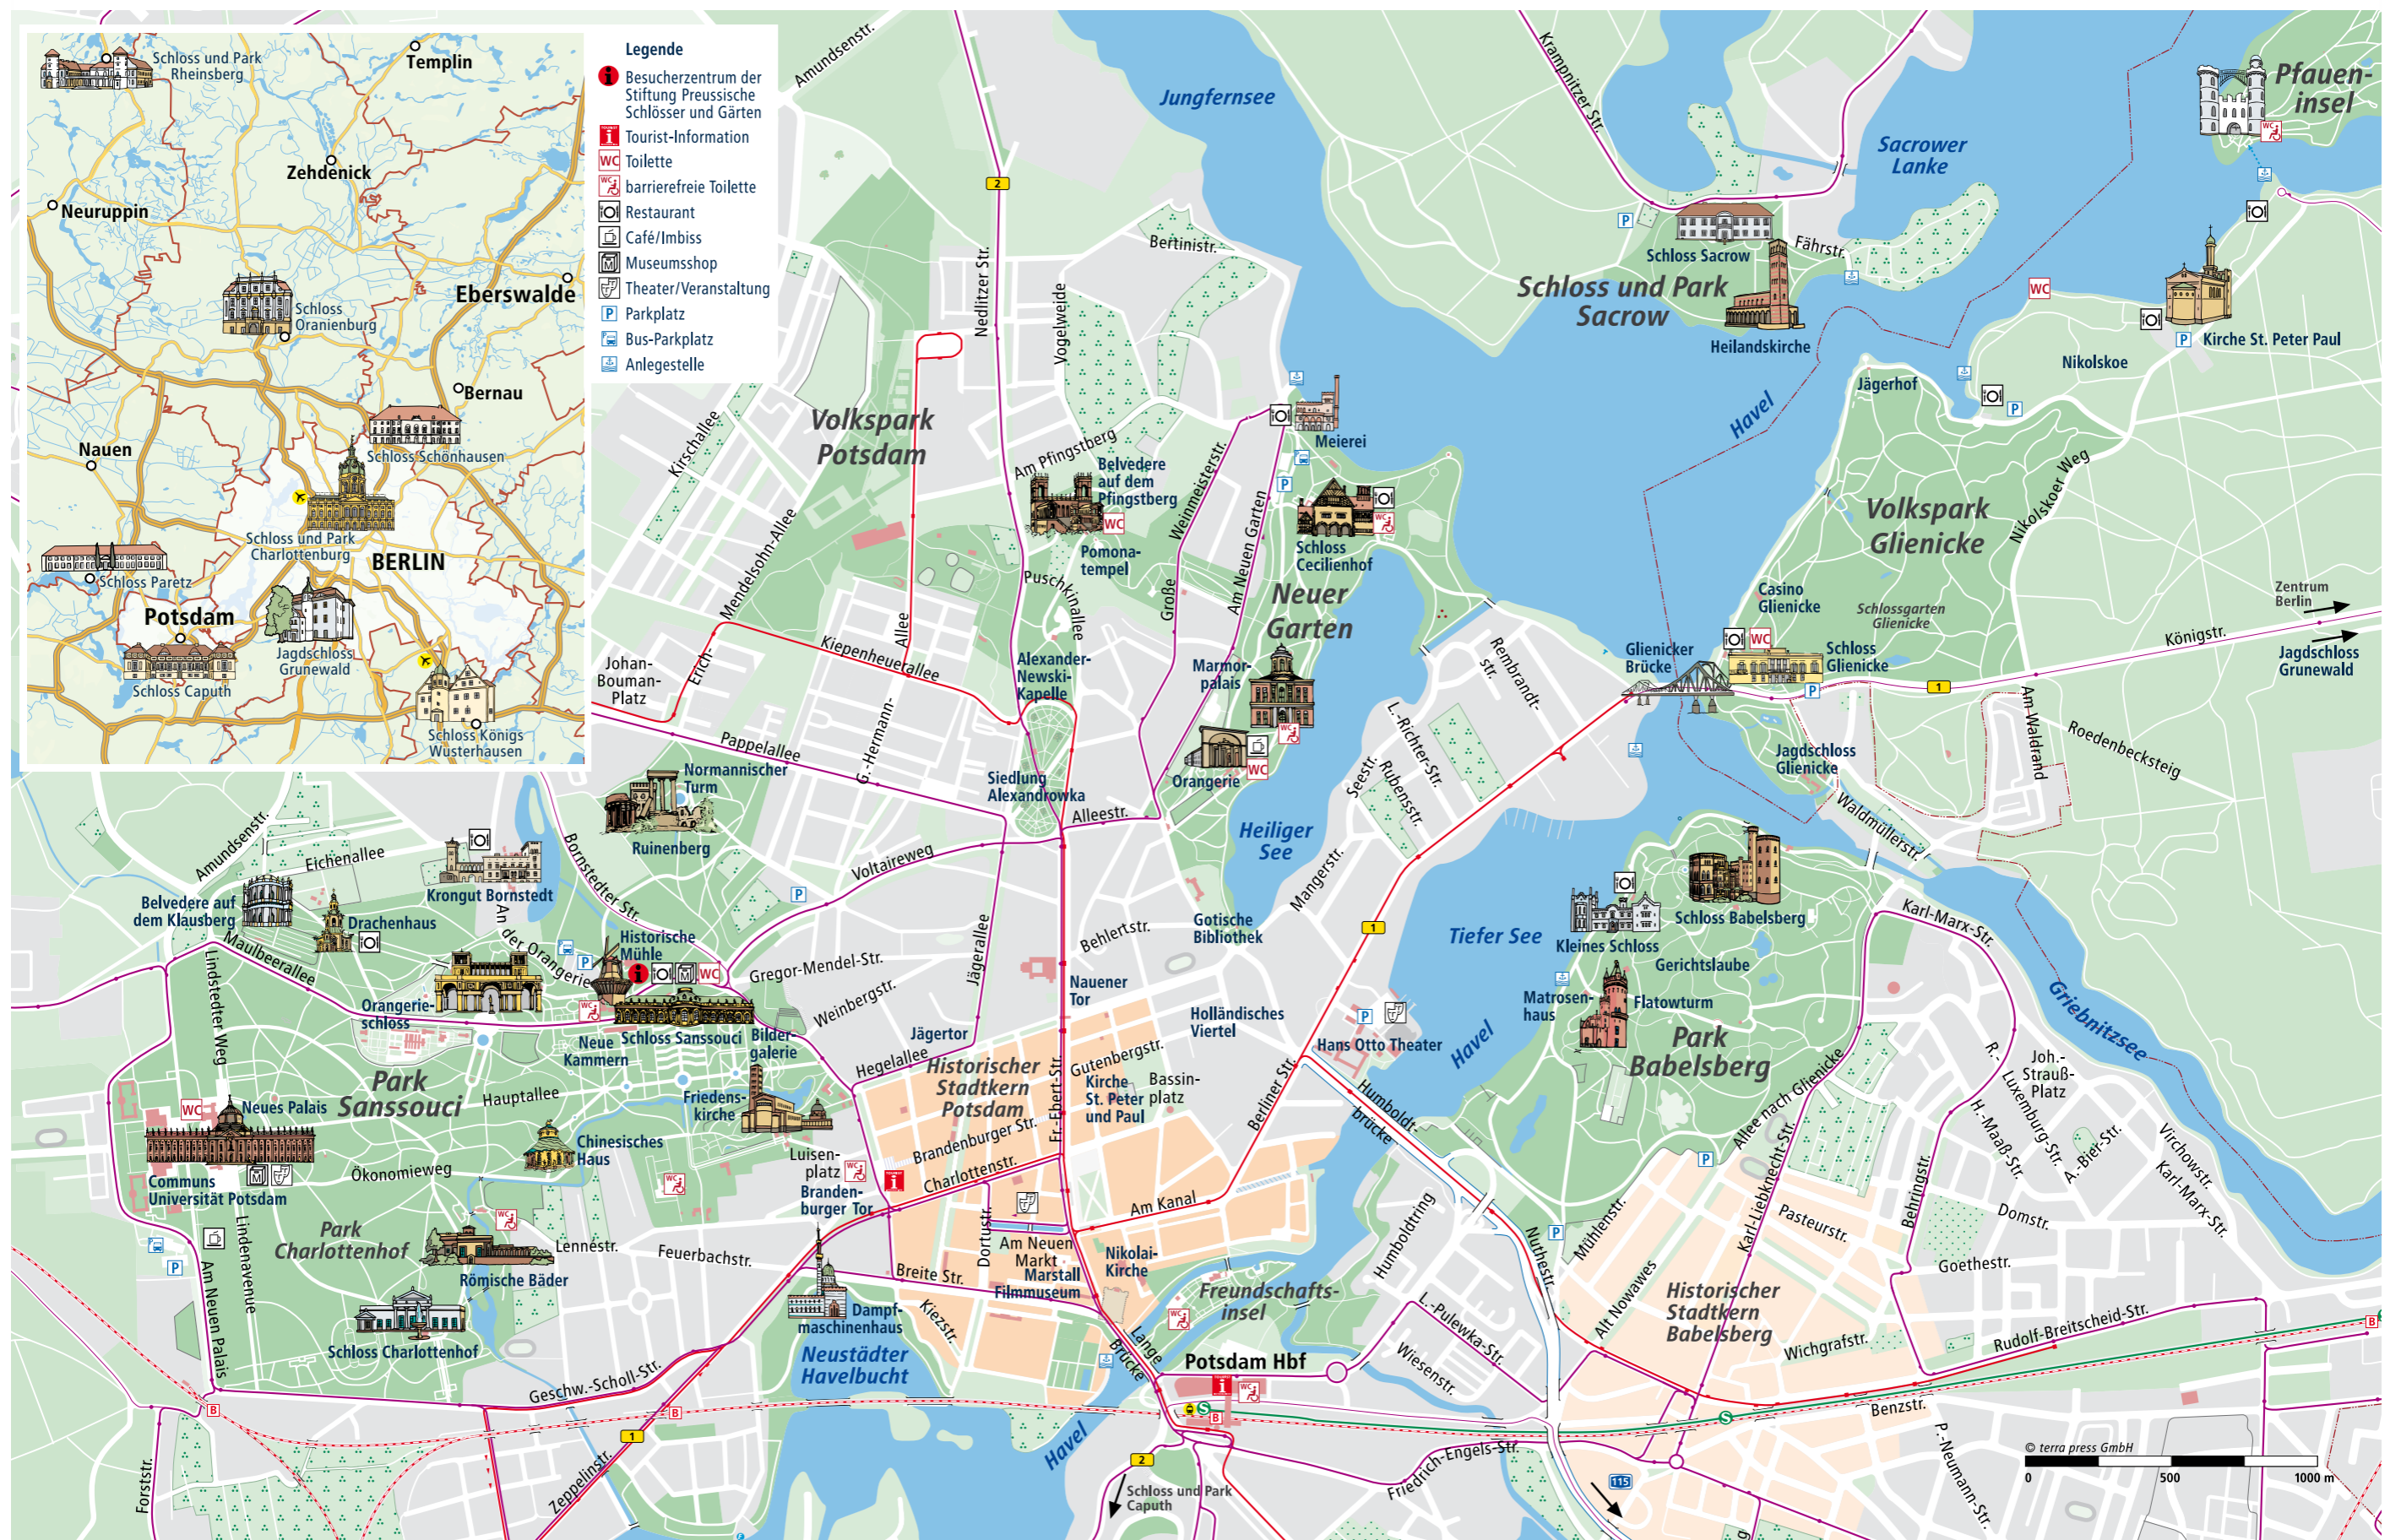 Schloss und Park
Rheinsberg
Templin
Zehdenick
Neuruppin
Eberswalde
Schloss
Oranienburg
Bernau
Schloss Schönhausen
Nauen
Schloss und Park
Charlottenburg
BERLIN
Schloss Paretz
Potsdam
Jagdschloss
Grunewald
Schloss Caputh
Schloss Königs
Wusterhausen
Legende
Besucherzentrum der
Stiftung Preussische
Schlösser und Gärten
Tourist-Information
WC Toilette
WC barrierefreie Toilette
Restaurant
Café/Imbiss
M Museumsshop
Theater/Veranstaltung
P Parkplatz
Bus-Parkplatz
Anlegestelle
Amundsenstr.
Jungfernsee
Krampnitzer Str.
Sacrower
Lanke
Pfauen-
insel
2
Nedlitzer Str.
Bertinistr.
Vogelweide
Schloss Sacrow
Fährstr.
Schloss und Park
Sacrow
Heilandskirche
Kirche St. Peter Paul
Nikolskoe
Jägerhof
Havel
Volkspark
Potsdam
Kirschallee
Am Pfingstberg
Belvedere
auf dem
Pfingstberg
WC
Weinmeisterstr.
Große
Am Neuen Garten
Meierei
Schloss
Cecilienhof
Pomona-
tempel
Puschkinallee
Neuer
Garten
Volkspark
Glienicke
Nikolskoer Weg
Casino
Glienicke
Schlossgarten
Glienicke
Zentrum
Berlin
Königstr.
Jagdschloss
Grunewald
Glienicker
Brücke
Schloss
Glienicke
1
Mendelsohn-Allee
Erich-
Johan-
Bouman-
Platz
Allee
G.-Hermann-
Kiepenheuerallee
Alexander-
Newski-
Kapelle
Marmor-
palais
Rembrandt-
str.
L.-Richter-Str.
Seestr.
Rubensstr.
Am Waldrand
Roedenbecksteig
Jagdschloss
Glienicke
Waldmüllerstr.
Pappelallee
Normannischer
Turm
Ruinenberg
Siedlung
Alexandrowka
Orangerie
WC
Alleestr.
Heiliger
See
Mangerstr.
Amundsenstr.
Eichenallee
Krongut Bornstedt
Bornstedter Str.
Voltaireweg
Belvedere auf
dem Klausberg
Drachenhaus
An der Orangerie
Historische
Mühle
WC
Gregor-Mendel-Str.
Jägerallee
Behlertstr.
Gotische
Bibliothek
1
Tiefer See
Kleines Schloss
Schloss Babelsberg
Gerichtslaube
Karl-Marx-Str.
Maulbeerallee
Lindstedter Weg
Orangerie-
schloss
Weinbergstr.
Nauener
Tor
Holländisches
Viertel
Matrosen-
haus
Flatowturm
Griebnitzsee
Neue
Kammern
Schloss Sanssouci
Bilder-
galerie
Jägertor
Hegelallee
Hans Otto Theater
Havel
Park
Babelsberg
Park
Sanssouci
Hauptallee
Friedens-
kirche
Historischer
Stadtkern
Potsdam
Gutenbergstr.
Kirche
St. Peter
und Paul
Bassin-
platz
Fr.-Ebert-Str.
Berliner Str.
Humboldt-
brücke
Allee nach Glienicke
Joh.-
Strauß-
Platz
R.-
Luxemburg-Str.
H.-Maaß-Str.
A.-Bier-Str.
Virchowstr.
Karl-Marx-Str.
WC
Neues Palais
Chinesisches
Haus
Brandenburger Str.
Luisen-
platz
Charlottenstr.
Ökonomieweg
Communs
Universität Potsdam
Branden-
burger Tor
Am Kanal
Humboldtring
Mühlenstr.
Karl-Liebknecht-Str.
Pasteurstr.
Behringstr.
Domstr.
Goethestr.
Park
Charlottenhof
Lindenavenue
Am Neuen Palais
Lennéstr.
Feuerbachstr.
Römische Bäder
Dortustr.
Am Neuen
Markt
Marstall
Filmmuseum
Nikolai-
Kirche
Breite Str.
Kiezstr.
Dampf-
maschinenhaus
Freundschafts-
insel
Nuthestr.
Alt Nowawes
Historischer
Stadtkern
Babelsberg
Wichgrafstr.
Rudolf-Breitscheid-Str.
Schloss Charlottenhof
Neustädter
Havelbucht
Lange
Brücke
Potsdam Hbf
L.-Pulewka-Str.
Wiesenstr.
Geschw.-Scholl-Str.
Benzstr.
P.-Neumann-Str.
Forststr.
Zeppelinstr.
1
Havel
2
Schloss und Park
Caputh
Friedrich-Engels-Str.
115
© terra press GmbH
0 500 1000 m